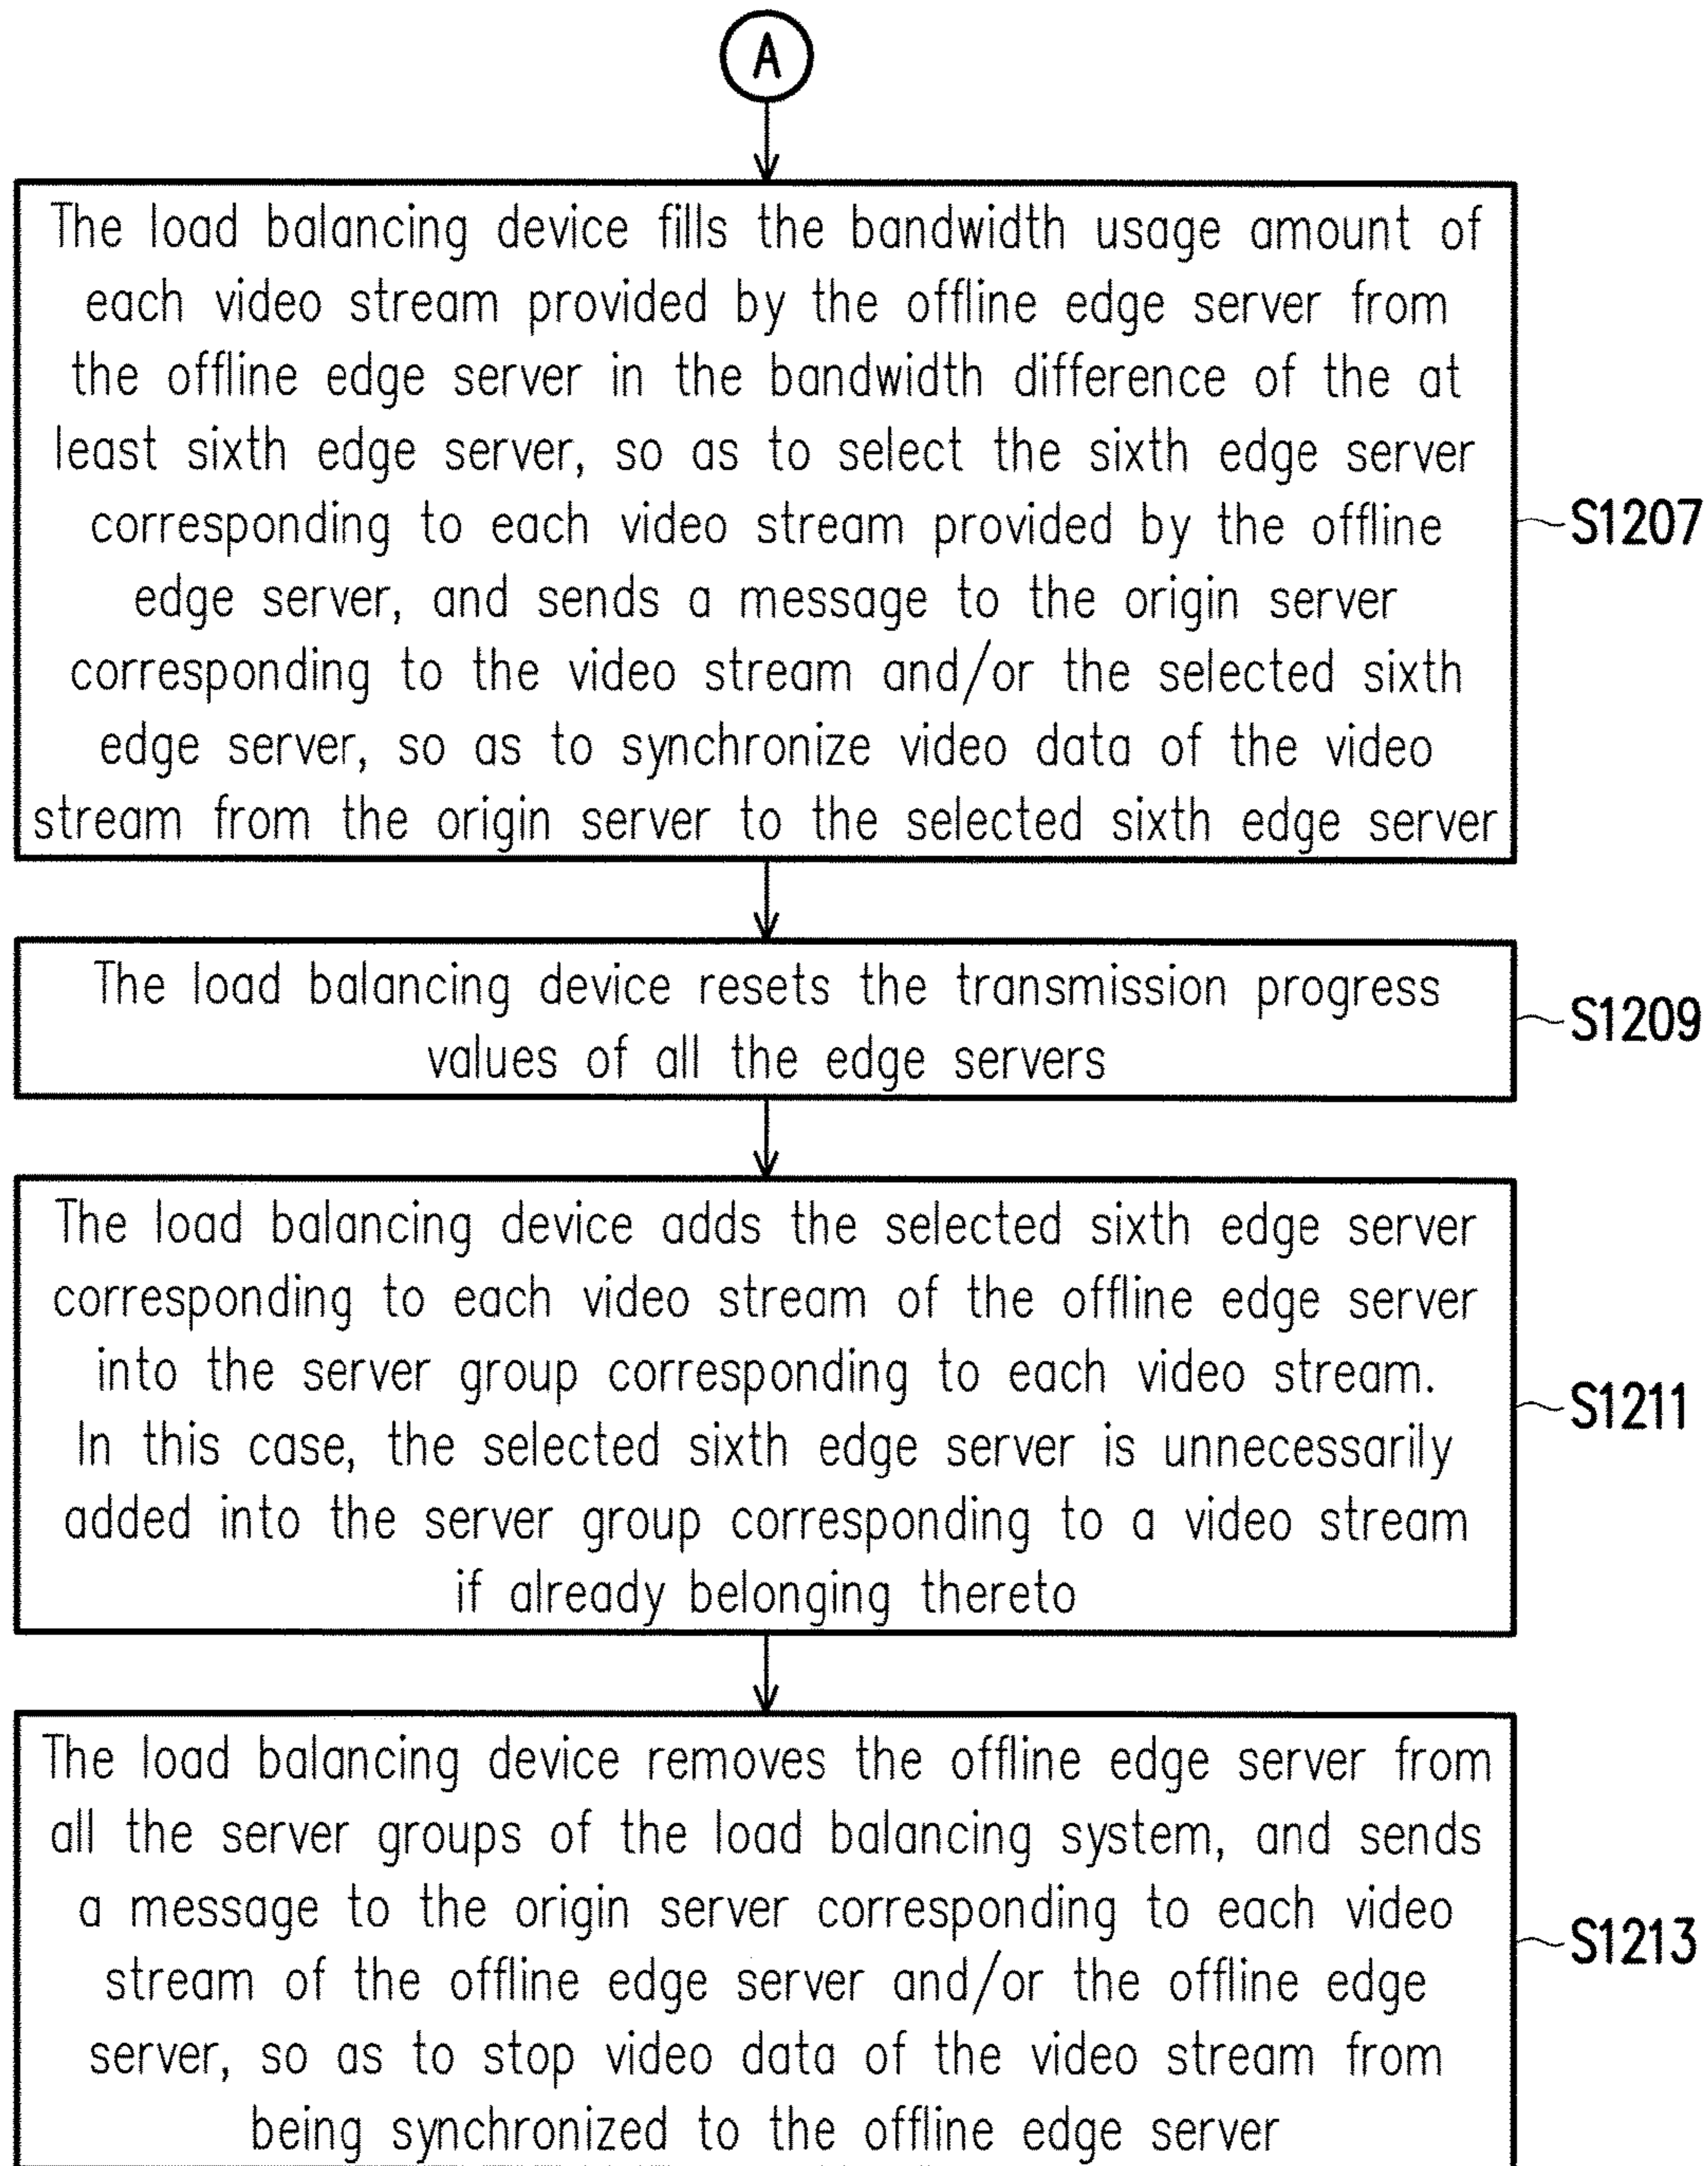 A
The load balancing device fills the bandwidth usage amount of
each video stream provided by the offline edge server from
the offline edge server in the bandwidth difference of the at
least sixth edge server, so as to select the sixth edge server
corresponding to each video stream provided by the offline
edge server, and sends a message to the origin server
corresponding to the video stream and/or the selected sixth
edge server, so as to synchronize video data of the video
stream from the origin server to the selected sixth edge server
S1207
The load balancing device resets the transmission progress
values of all the edge servers
S1209
The load balancing device adds the selected sixth edge server
corresponding to each video stream of the offline edge server
into the server group corresponding to each video stream.
In this case, the selected sixth edge server is unnecessarily
added into the server group corresponding to a video stream
if already belonging thereto
S1211
The load balancing device removes the offline edge server from
all the server groups of the load balancing system, and sends
a message to the origin server corresponding to each video
stream of the offline edge server and/or the offline edge
server, so as to stop video data of the video stream from
being synchronized to the offline edge server
S1213